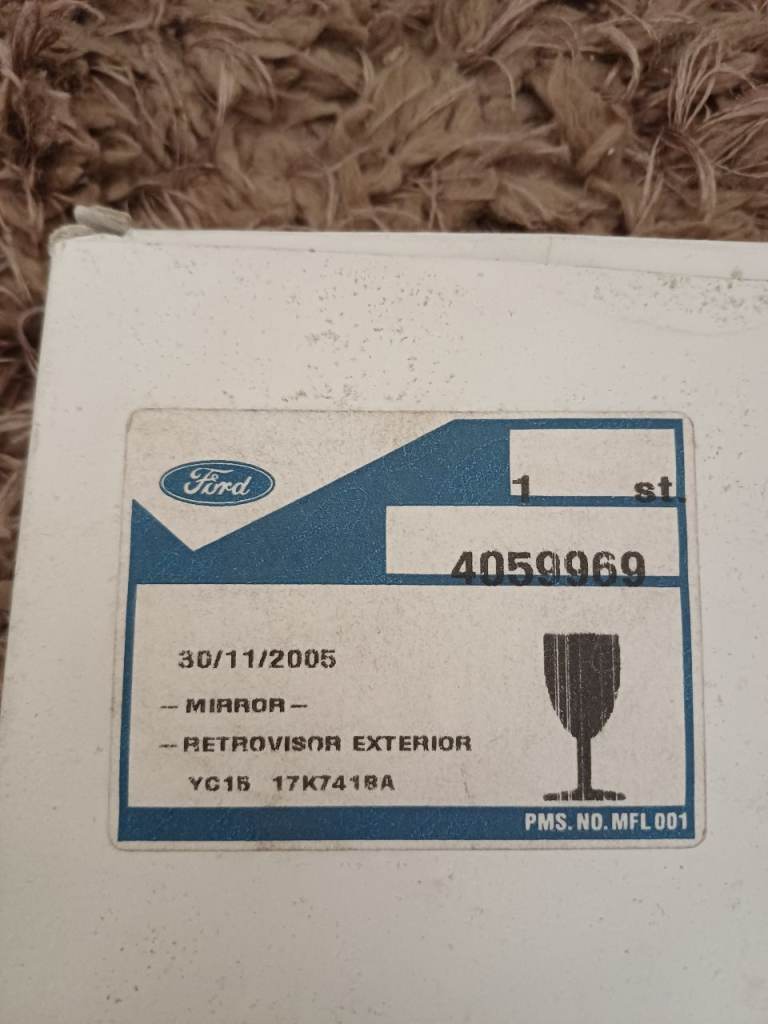 Ford
1 st.
4059969
30/11/2005
- MIRROR -
- RETROVISOR EXTERIOR
YC15 17K741BA
PMS. NO. MFL 001